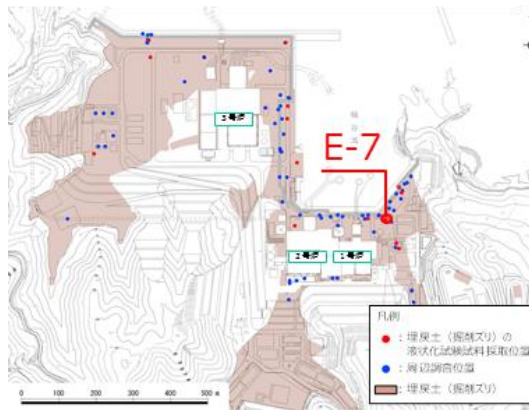 3号炉
E-7
2号炉
1号炉
凡例
●：埋戻土（掘削ズリ）の
液状化試験試料採取位置
●：周辺調査位置
：埋戻土（掘削ズリ）
0 100 200 300 400 500 m